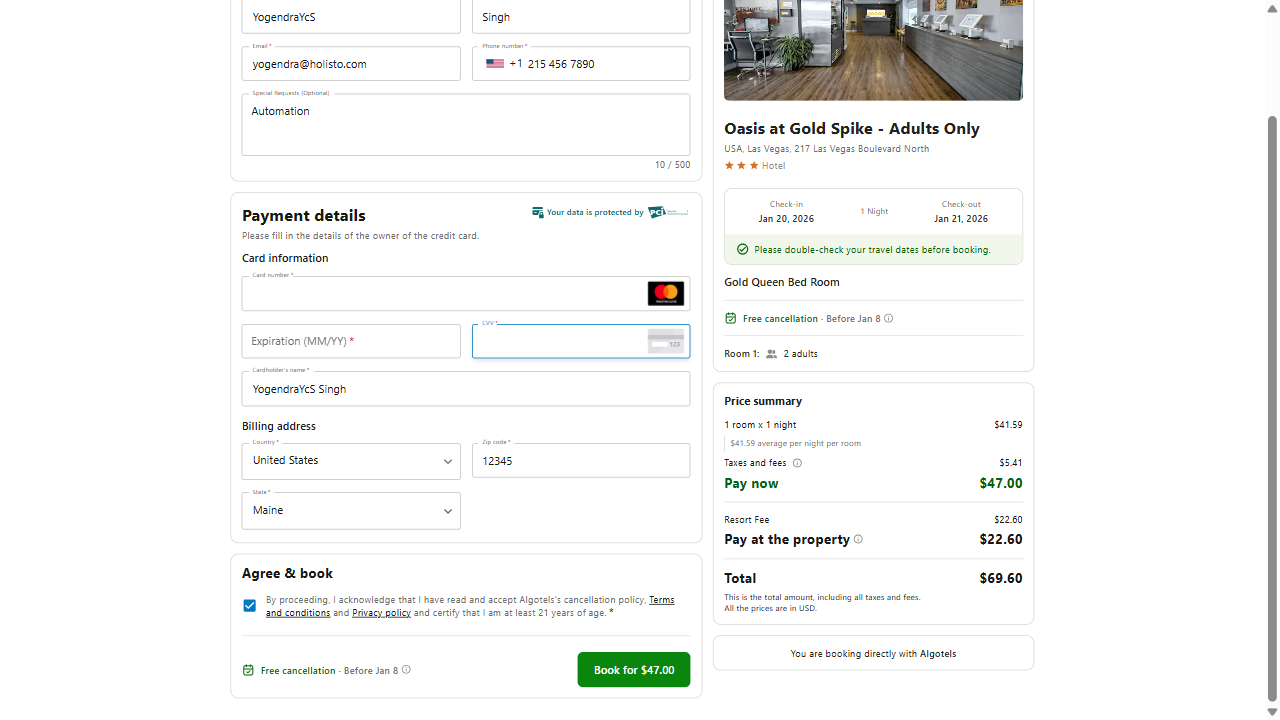 YogendraYcS
Singh
Email *
yogendra@holisto.com
Phone number *
+1 215 456 7890
Special Requests (Optional)
Automation
10 / 500
Payment details
Your data is protected by
PCI
Please fill in the details of the owner of the credit card.
Card information
Card number *
mastercard
Expiration (MM/YY) *
CVV *
123
Cardholder's name *
YogendraYcS Singh
Billing address
Country *
United States
Zip code *
12345
State *
Maine
Agree & book
By proceeding, I acknowledge that I have read and accept Algotels's cancellation policy, Terms
and conditions and Privacy policy and certify that I am at least 21 years of age. *
Free cancellation · Before Jan 8
Book for $47.00
Oasis at Gold Spike - Adults Only
USA, Las Vegas, 217 Las Vegas Boulevard North
Hotel
Check-in
Jan 20, 2026
1 Night
Check-out
Jan 21, 2026
Please double-check your travel dates before booking.
Gold Queen Bed Room
Free cancellation · Before Jan 8
Room 1: 2 adults
Price summary
1 room x 1 night $41.59
$41.59 average per night per room
Taxes and fees $5.41
Pay now $47.00
Resort Fee $22.60
Pay at the property $22.60
Total $69.60
This is the total amount, including all taxes and fees.
All the prices are in USD.
You are booking directly with Algotels